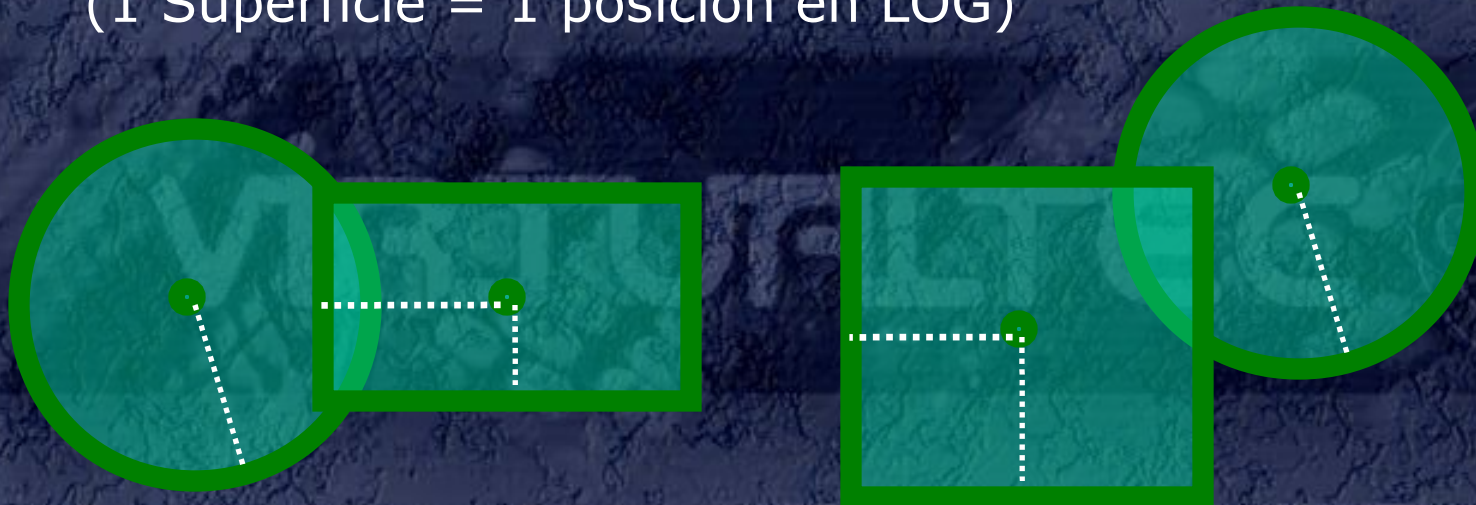 (1 Superficie = 1 posición en LOG)